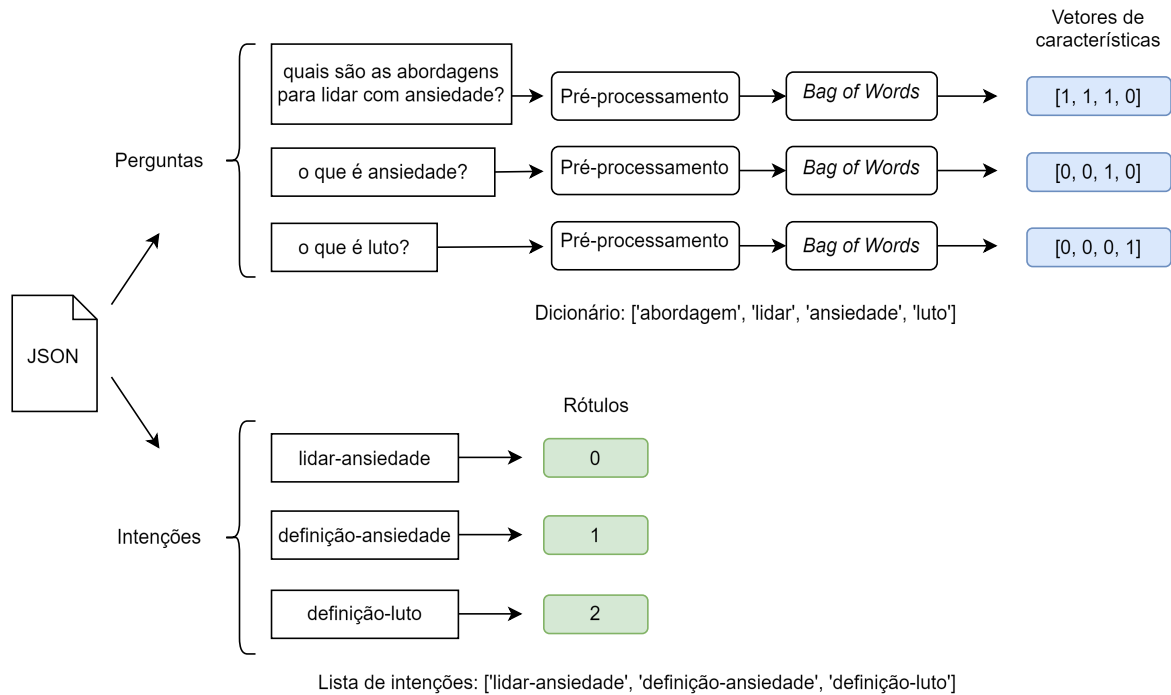 Vetores de
características
quais são as abordagens
para lidar com ansiedade?
Pré-processamento
Bag of Words
[1, 1, 1, 0]
Perguntas
o que é ansiedade?
Pré-processamento
Bag of Words
[0, 0, 1, 0]
o que é luto?
Pré-processamento
Bag of Words
[0, 0, 0, 1]
Dicionário: ['abordagem', 'lidar', 'ansiedade', 'luto']
JSON
Rótulos
lidar-ansiedade
0
Intenções
definição-ansiedade
1
definição-luto
2
Lista de intenções: ['lidar-ansiedade', 'definição-ansiedade', 'definição-luto']